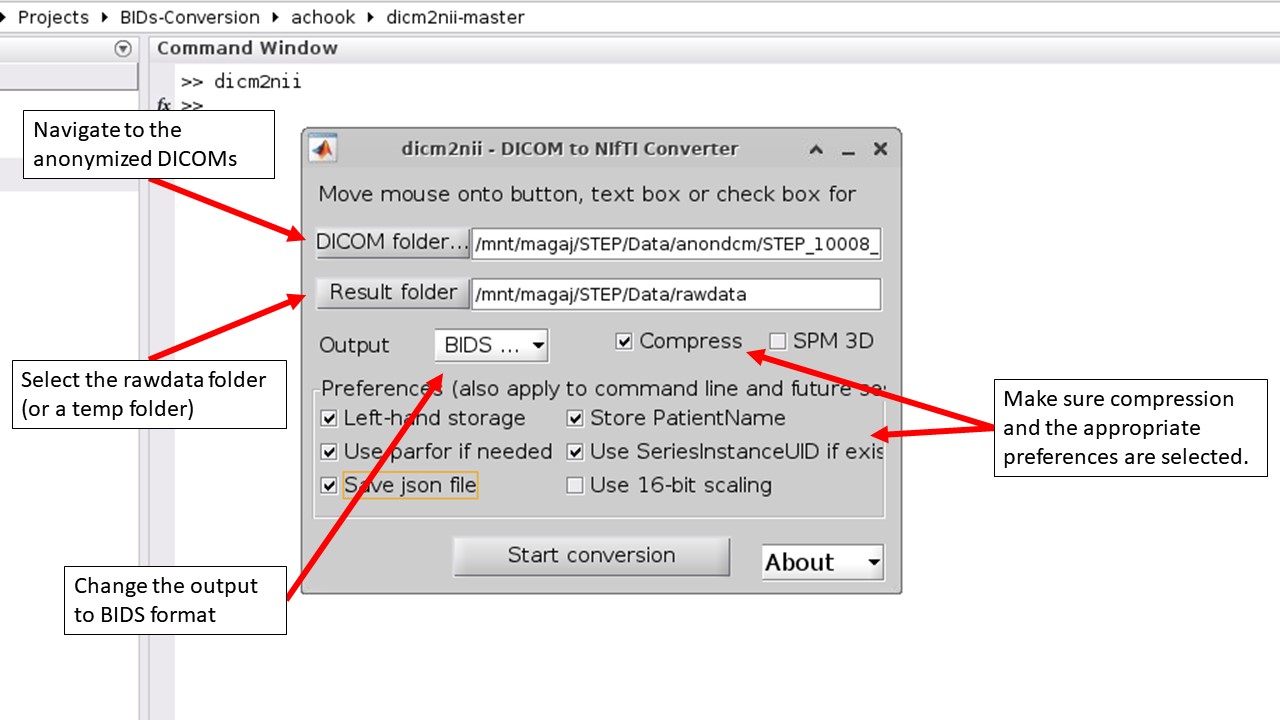 Projects BIDs-Conversion achook dicm2nii-master
Command Window
>> dicm2nii
fx >>
Navigate to the
anonymized DICOMs
dicm2nii - DICOM to NIfTI Converter
Move mouse onto button, text box or check box for
DICOM folder... /mnt/magaj/STEP/Data/anondcm/STEP_10008_
Result folder /mnt/magaj/STEP/Data/rawdata
Output BIDS ... Compress SPM 3D
Select the rawdata folder
(or a temp folder)
Preferences (also apply to command line and future se
Left-hand storage Store PatientName
Use parfor if needed Use SeriesInstanceUID if exis
Save json file Use 16-bit scaling
Make sure compression
and the appropriate
preferences are selected.
Start conversion About
Change the output
to BIDS format